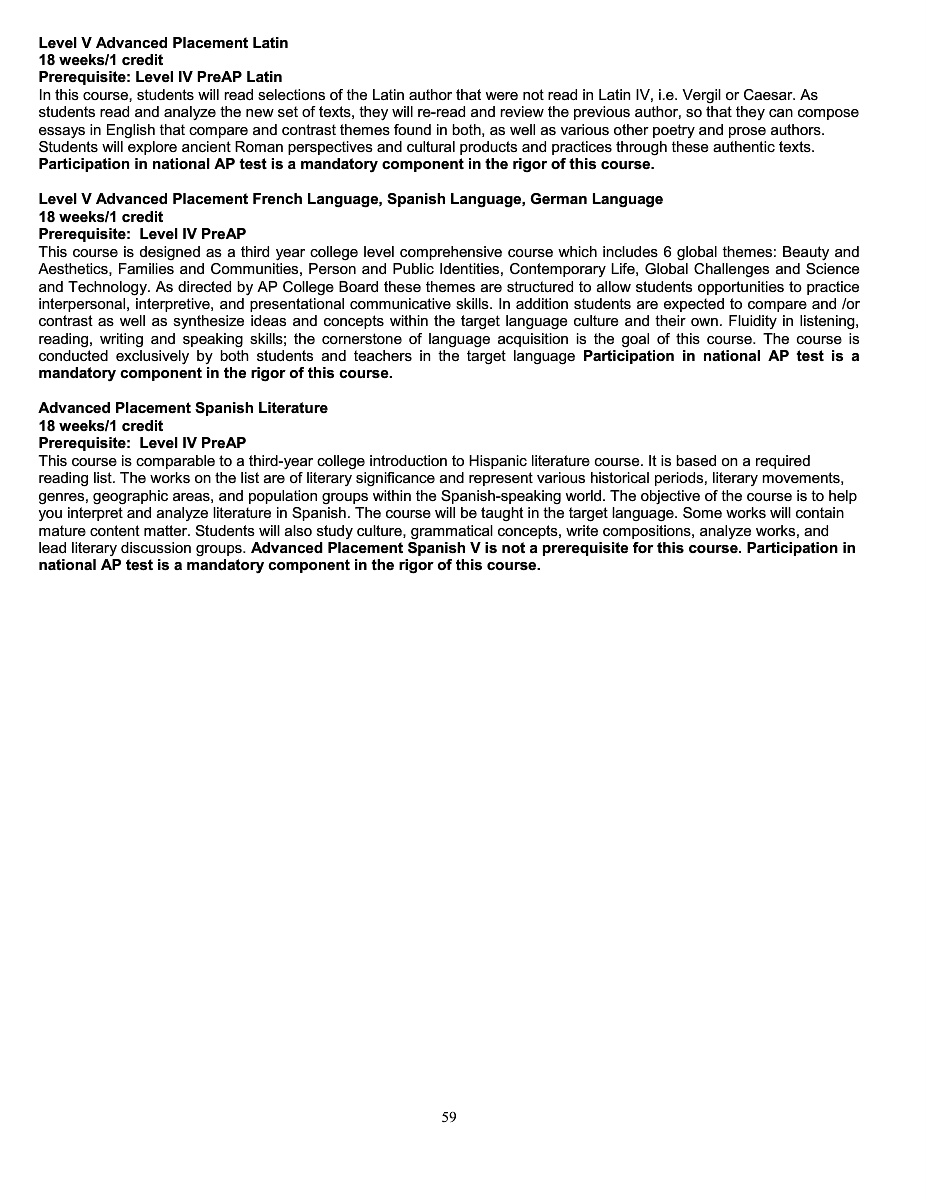 Level V Advanced Placement Latin
18 weeks/1 credit
Prerequisite: Level IV PreAP Latin
In this course, students will read selections of the Latin author that were not read in Latin IV, i.e. Vergil or Caesar. As
students read and analyze the new set of texts, they will re-read and review the previous author, so that they can compose
essays in English that compare and contrast themes found in both, as well as various other poetry and prose authors.
Students will explore ancient Roman perspectives and cultural products and practices through these authentic texts.
Participation in national AP test is a mandatory component in the rigor of this course.
Level V Advanced Placement French Language, Spanish Language, German Language
18 weeks/1 credit
Prerequisite: Level IV PreAP
This course is designed as a third year college level comprehensive course which includes 6 global themes: Beauty and
Aesthetics, Families and Communities, Person and Public Identities, Contemporary Life, Global Challenges and Science
and Technology. As directed by AP College Board these themes are structured to allow students opportunities to practice
interpersonal, interpretive, and presentational communicative skills. In addition students are expected to compare and /or
contrast as well as synthesize ideas and concepts within the target language culture and their own. Fluidity in listening,
reading, writing and speaking skills; the cornerstone of language acquisition is the goal of this course. The course is
conducted exclusively by both students and teachers in the target language Participation in national AP test is a
mandatory component in the rigor of this course.
Advanced Placement Spanish Literature
18 weeks/1 credit
Prerequisite: Level IV PreAP
This course is comparable to a third-year college introduction to Hispanic literature course. It is based on a required
reading list. The works on the list are of literary significance and represent various historical periods, literary movements,
genres, geographic areas, and population groups within the Spanish-speaking world. The objective of the course is to help
you interpret and analyze literature in Spanish. The course will be taught in the target language. Some works will contain
mature content matter. Students will also study culture, grammatical concepts, write compositions, analyze works, and
lead literary discussion groups. Advanced Placement Spanish V is not a prerequisite for this course. Participation in
national AP test is a mandatory component in the rigor of this course.
59